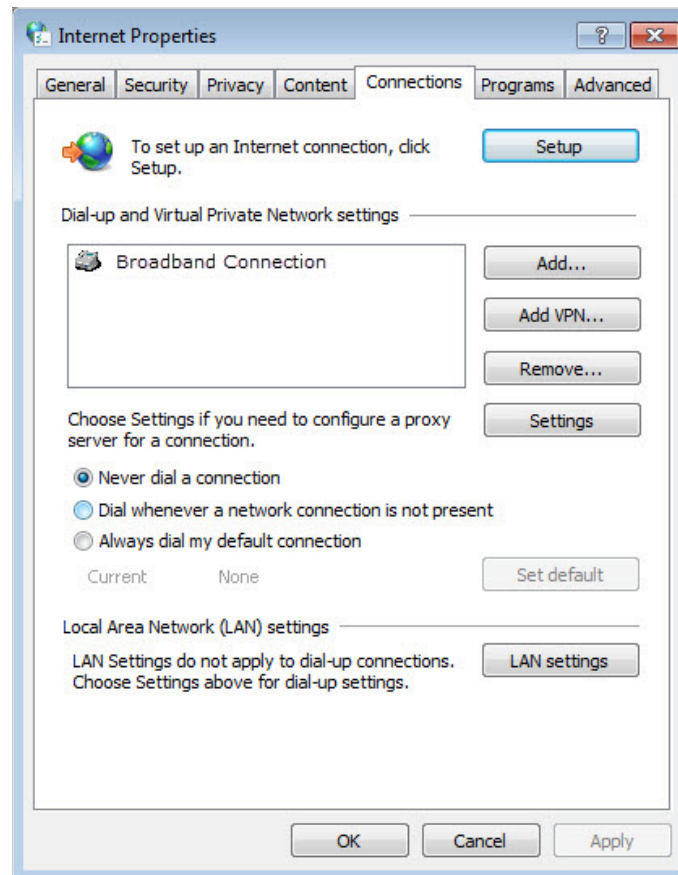 Internet Properties
General Security Privacy Content Connections Programs Advanced
To set up an Internet connection, click
Setup.
Setup
Dial-up and Virtual Private Network settings
Broadband Connection
Add...
Add VPN...
Remove...
Choose Settings if you need to configure a proxy
server for a connection.
Settings
Never dial a connection
Dial whenever a network connection is not present
Always dial my default connection
Current None
Set default
Local Area Network (LAN) settings
LAN Settings do not apply to dial-up connections.
Choose Settings above for dial-up settings.
LAN settings
OK Cancel Apply